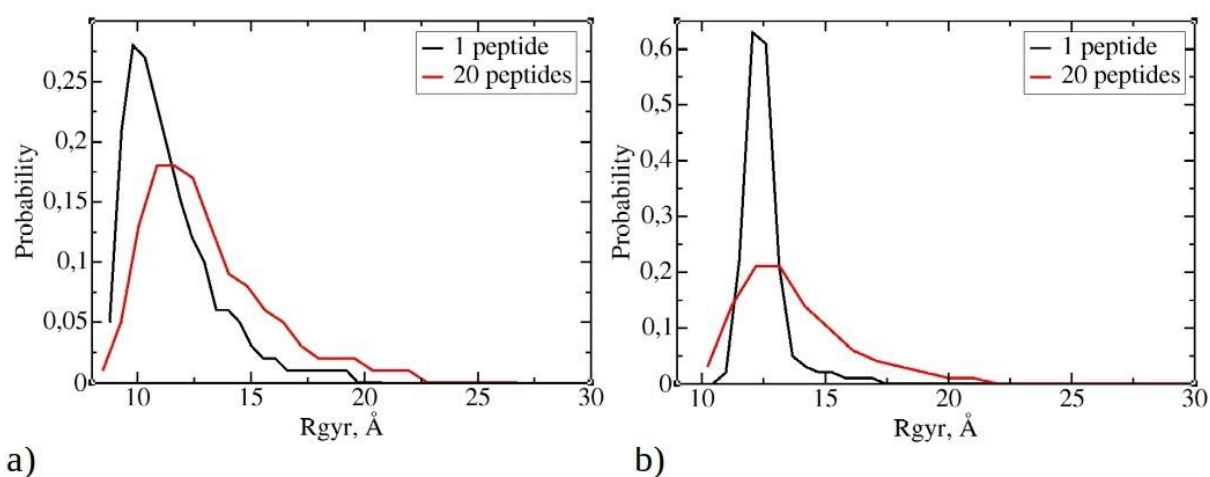 1 peptide
20 peptides
Probability
0,25
0,2
0,15
0,1
0,05
0
10 15 20 25 30
Rgyr, Å
a)
1 peptide
20 peptides
Probability
0,6
0,5
0,4
0,3
0,2
0,1
0
10 15 20 25 30
Rgyr, Å
b)